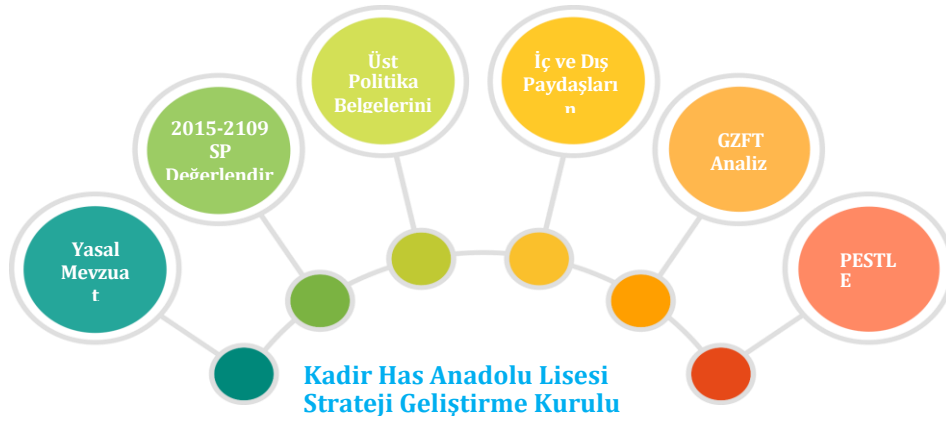 Yasal
Mevzua
t
2015-2109
SP
Değerlendir
Üst
Politika
Belgelerini
İç ve Dış
Paydaşları
n
GZFT
Analiz
PESTL
E
Kadir Has Anadolu Lisesi
Strateji Geliştirme Kurulu